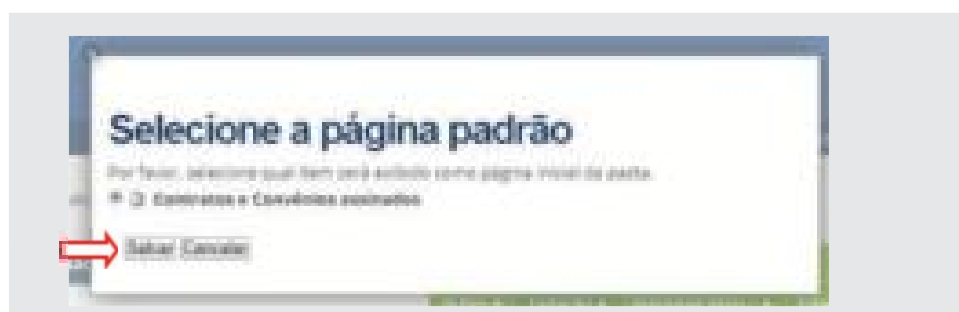 Selecione a página padrão
Por favor, selecione qual item será exibido como página inicial da pasta.
Contratos e Convênios assinados
Salvar Cancelar